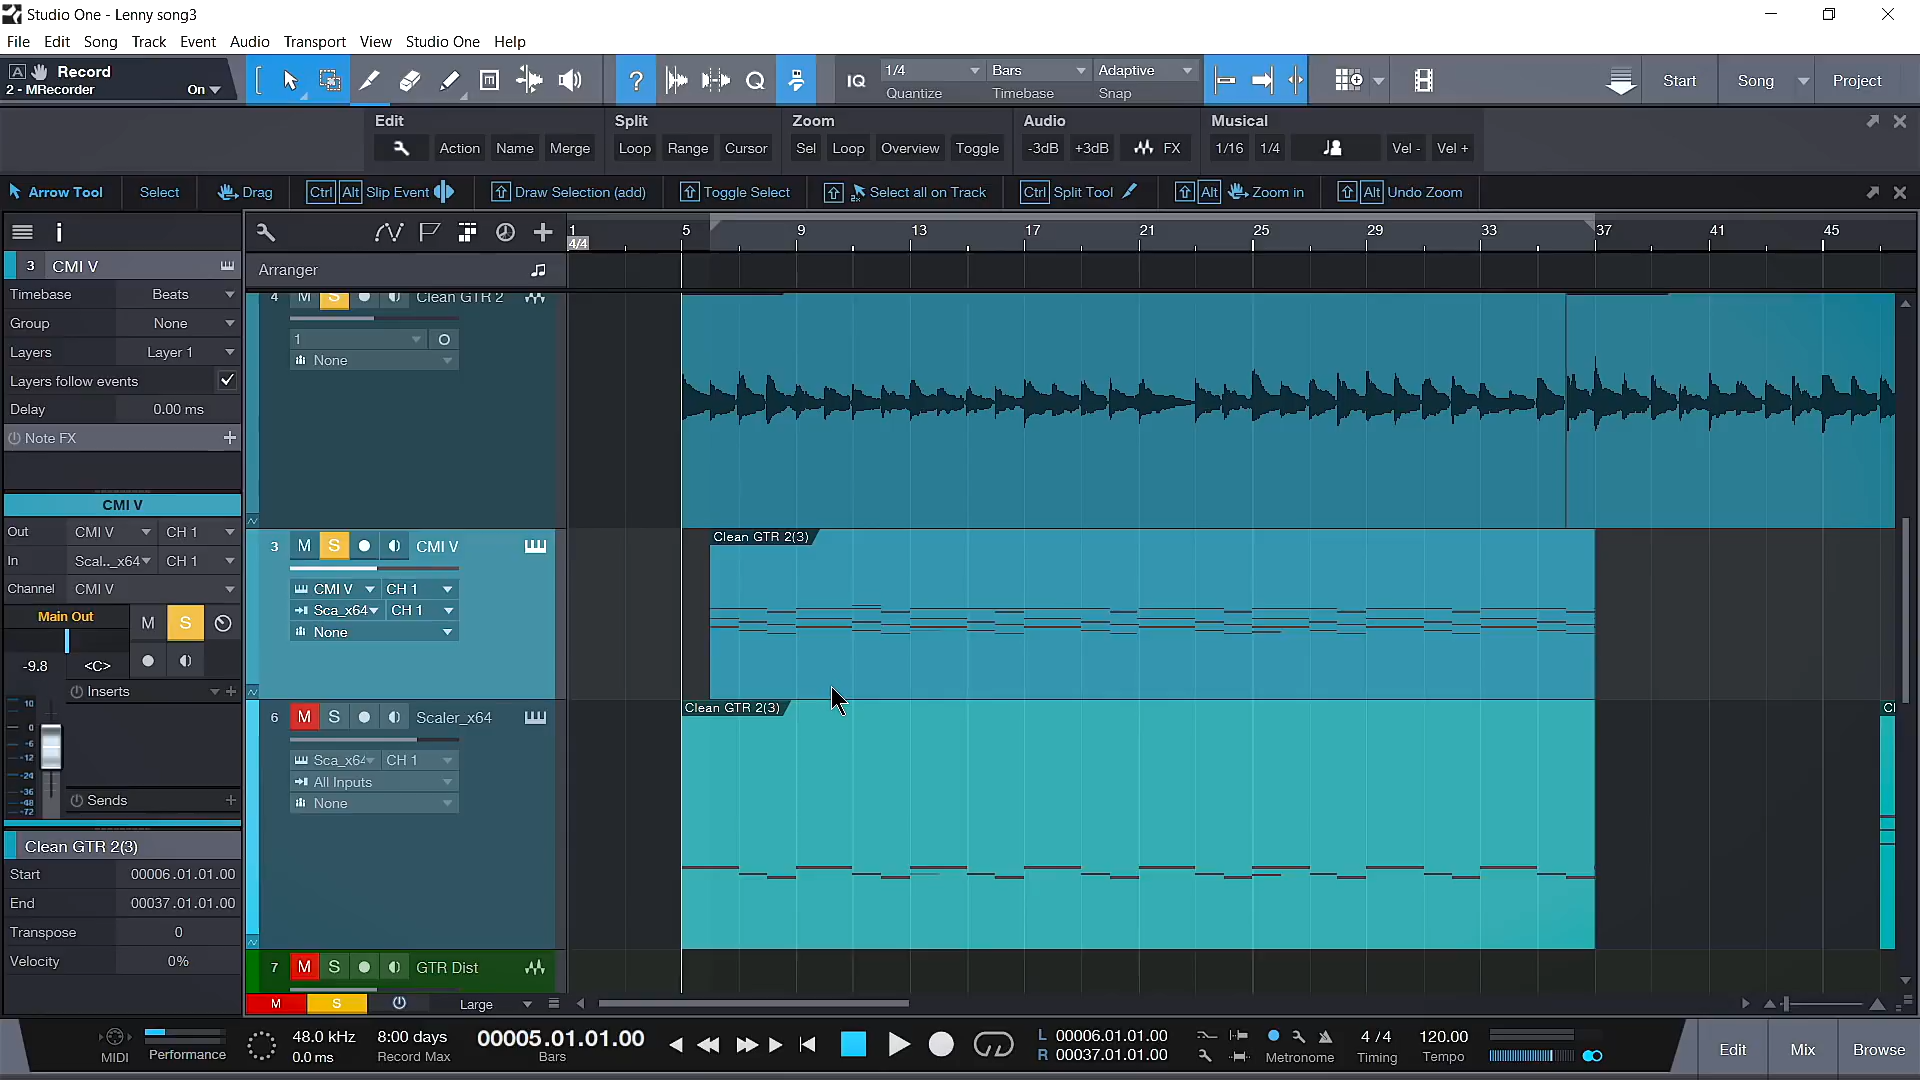 Studio One - Lenny song3
File Edit Song Track Event Audio Transport View Studio One Help
A Record
2 - MRecorder On
IQ 1/4 Bars Adaptive
Quantize Timebase Snap
Start Song Project
Edit Split Zoom Audio Musical
Action Name Merge Loop Range Cursor Sel Loop Overview Toggle -3dB +3dB FX 1/16 1/4 Vel - Vel +
Arrow Tool Select Drag Ctrl Alt Slip Event Draw Selection (add) Toggle Select Select all on Track Ctrl Split Tool Alt Zoom in Alt Undo Zoom
1 5 9 13 17 21 25 29 33 37 41 45
4/4
3 CMI V
Arranger
Timebase Beats
Group None
Layers Layer 1
Layers follow events
Delay 0.00 ms
Note FX
CMI V
Out CMI V CH 1
In Scal.._x64 CH 1
Channel CMI V
Main Out M S
-9.8 <C>
Inserts
10
0
-6
-12
-24
-36
-48
-72
Sends
Clean GTR 2(3)
Start 00006.01.01.00
End 00037.01.01.00
Transpose 0
Velocity 0%
4 M S Clean GTR 2
1
None
3 M S CMI V
CMI V CH 1
Sca_x64 CH 1
None
Clean GTR 2(3)
6 M S Scaler_x64
Sca_x64 CH 1
All Inputs
None
Clean GTR 2(3)
Cl
7 M S GTR Dist
M S Large
MIDI Performance
48.0 kHz
0.0 ms
8:00 days
Record Max
00005.01.01.00
Bars
L 00006.01.01.00
R 00037.01.01.00
Metronome
4 / 4
Timing
120.00
Tempo
Edit Mix Browse